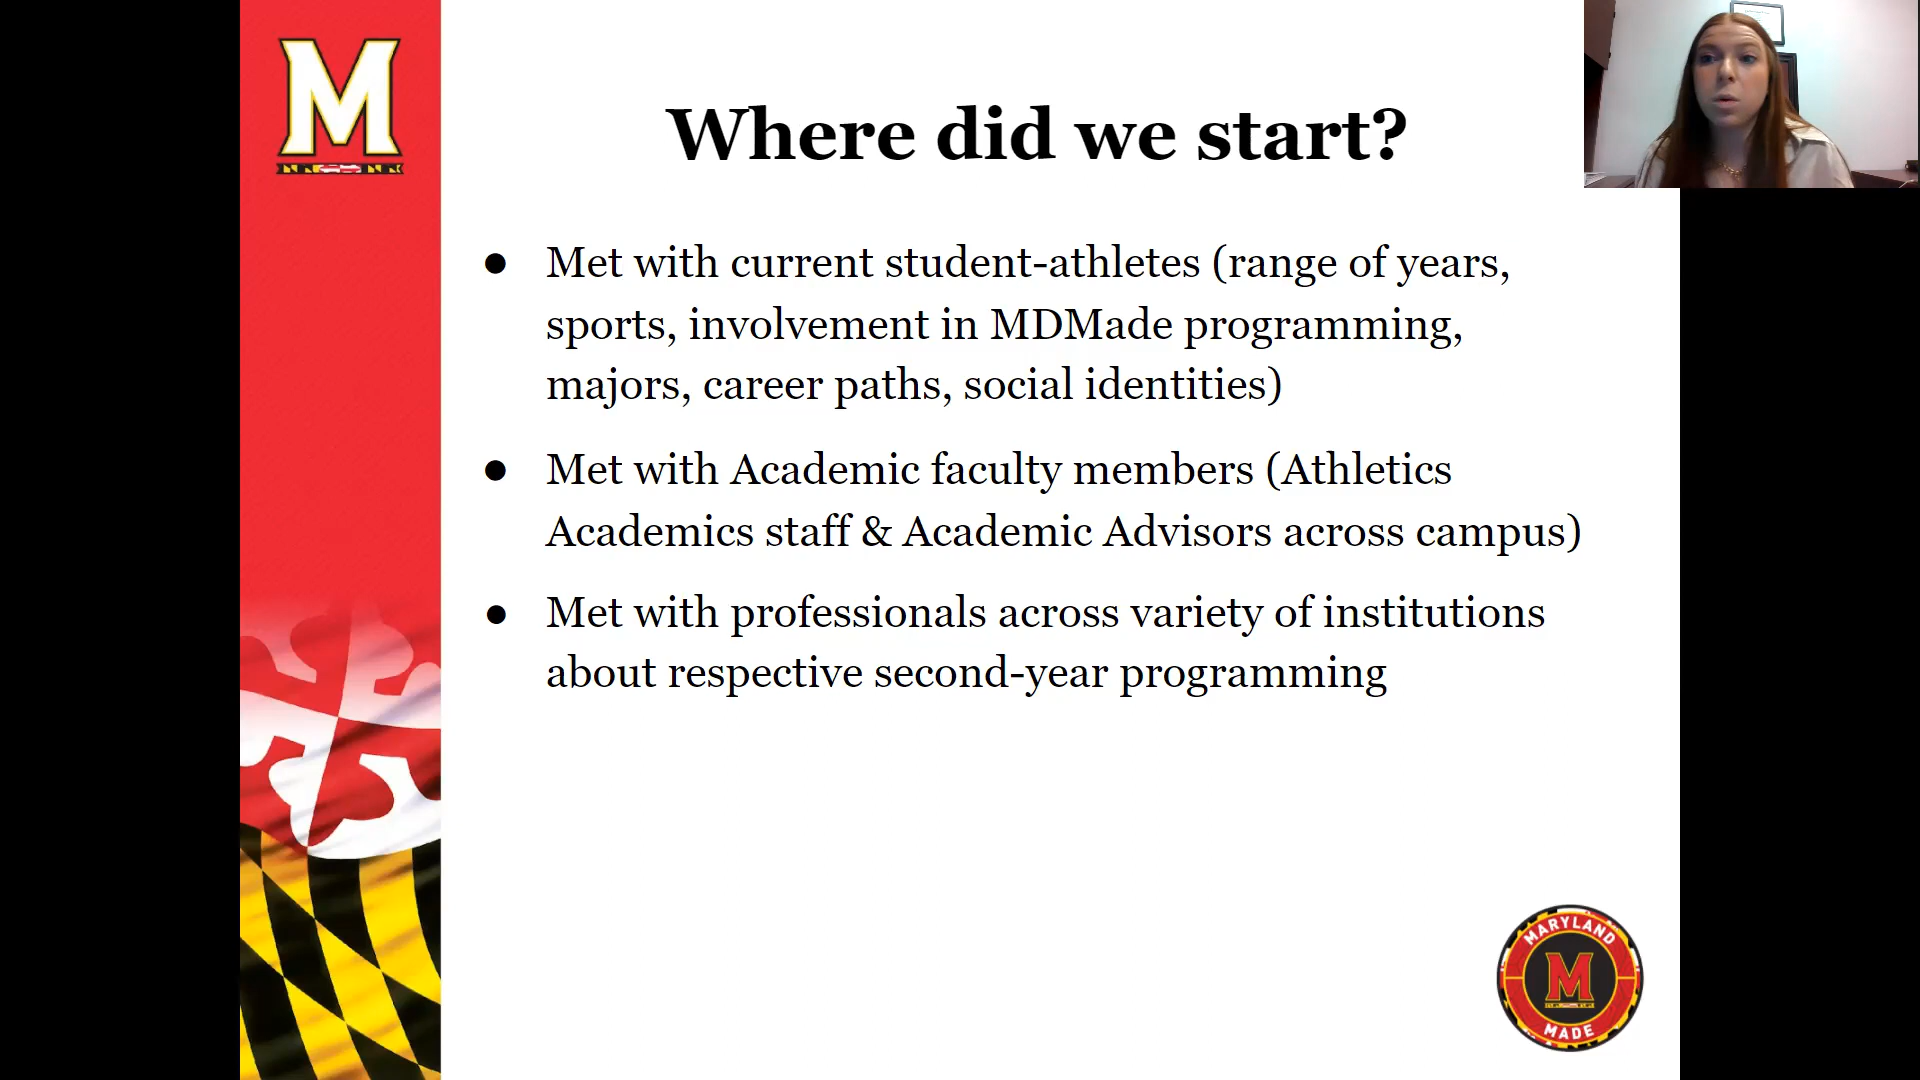 M
Where did we start?
● Met with current student-athletes (range of years,
sports, involvement in MDMade programming,
majors, career paths, social identities)
● Met with Academic faculty members (Athletics
Academics staff & Academic Advisors across campus)
● Met with professionals across variety of institutions
about respective second-year programming
MARYLAND
M
MADE